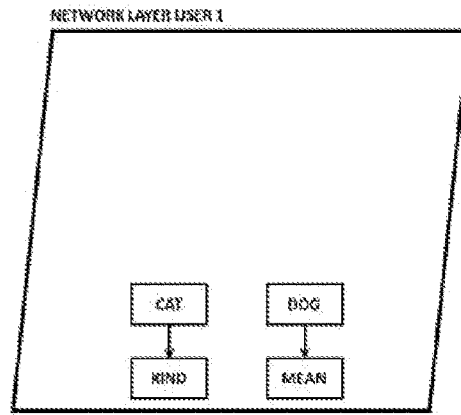 NETWORK LAYER USER 1
CAT
DOG
KIND
MEAN